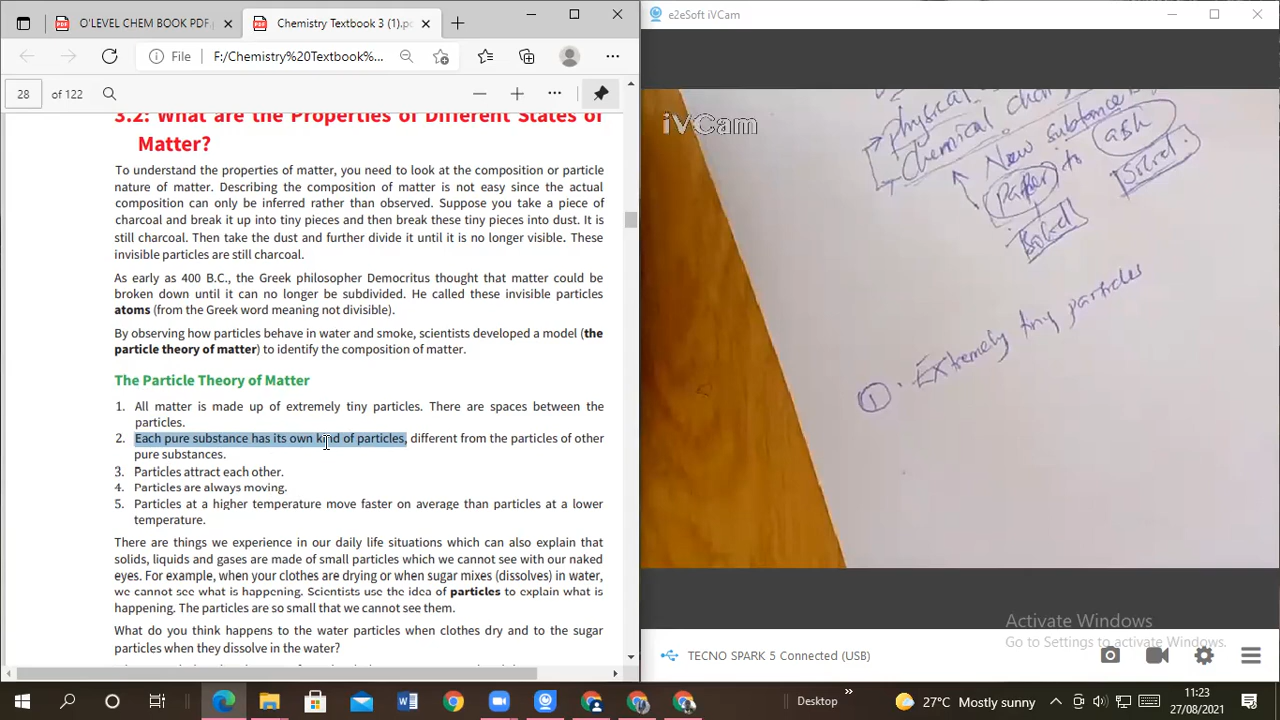 O'LEVEL CHEM BOOK PDF
Chemistry Textbook 3 (1).p
File F:/Chemistry%20Textbook%...
28 of 122
3.2: What are the Properties of Different States of
Matter?
To understand the properties of matter, you need to look at the composition or particle
nature of matter. Describing the composition of matter is not easy since the actual
composition can only be inferred rather than observed. Suppose you take a piece of
charcoal and break it up into tiny pieces and then break these tiny pieces into dust. It is
still charcoal. Then take the dust and further divide it until it is no longer visible. These
invisible particles are still charcoal.
As early as 400 B.C., the Greek philosopher Democritus thought that matter could be
broken down until it can no longer be subdivided. He called these invisible particles
atoms (from the Greek word meaning not divisible).
By observing how particles behave in water and smoke, scientists developed a model (the
particle theory of matter) to identify the composition of matter.
The Particle Theory of Matter
1. All matter is made up of extremely tiny particles. There are spaces between the
particles.
2. Each pure substance has its own kind of particles, different from the particles of other
pure substances.
3. Particles attract each other.
4. Particles are always moving.
5. Particles at a higher temperature move faster on average than particles at a lower
temperature.
There are things we experience in our daily life situations which can also explain that
solids, liquids and gases are made of small particles which we cannot see with our naked
eyes. For example, when your clothes are drying or when sugar mixes (dissolves) in water,
we cannot see what is happening. Scientists use the idea of particles to explain what is
happening. The particles are so small that we cannot see them.
What do you think happens to the water particles when clothes dry and to the sugar
particles when they dissolve in the water?
e2eSoft iVCam
iVCam
physical
chemical
New substance
to ash
Solid.
① . Extremely tiny particles
Activate Windows
Go to Settings to activate Windows.
TECNO SPARK 5 Connected (USB)
Desktop
27°C Mostly sunny
11:23
27/08/2021